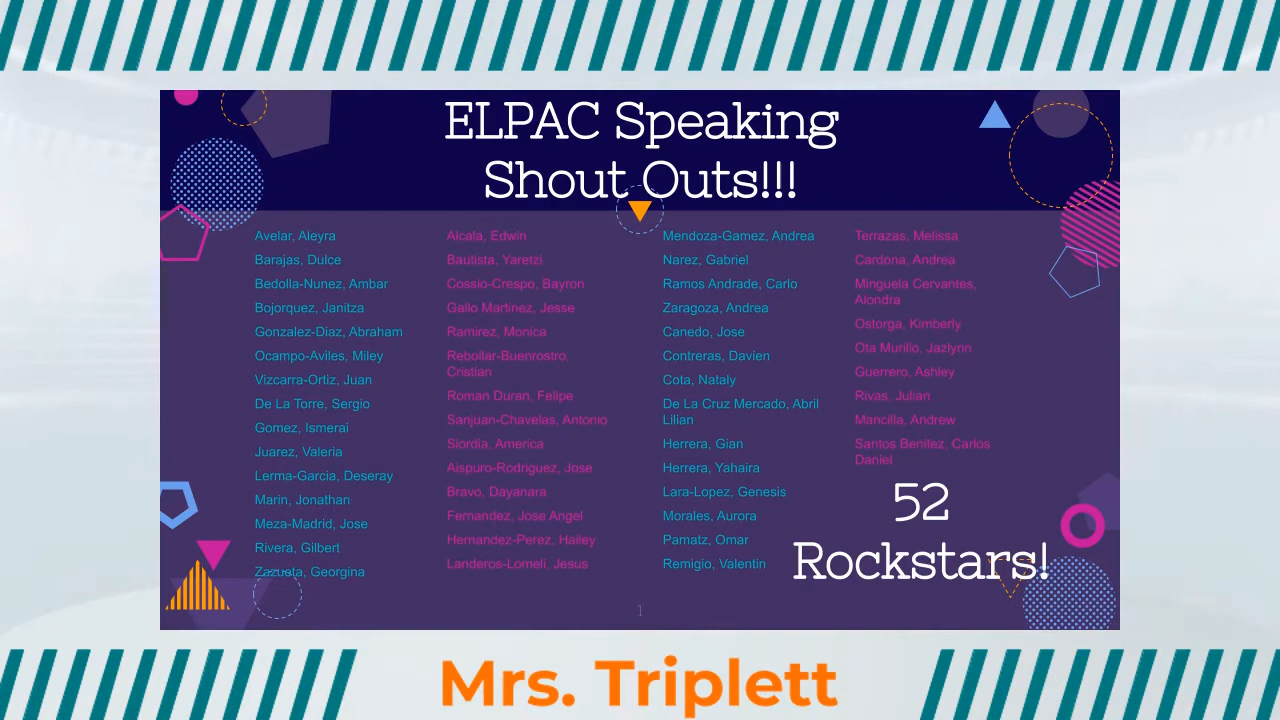 ELPAC Speaking
Shout Outs!!!
Avelar, Aleyra
Barajas, Dulce
Bedolla-Nunez, Ambar
Bojorquez, Janitza
Gonzalez-Diaz, Abraham
Ocampo-Aviles, Miley
Vizcarra-Ortiz, Juan
De La Torre, Sergio
Gomez, Ismerai
Juarez, Valeria
Lerma-Garcia, Deseray
Marin, Jonathan
Meza-Madrid, Jose
Rivera, Gilbert
Zazueta, Georgina
Alcala, Edwin
Bautista, Yaretzi
Cossio-Crespo, Bayron
Gallo Martinez, Jesse
Ramirez, Monica
Rebollar-Buenrostro,
Cristian
Roman Duran, Felipe
Sanjuan-Chavelas, Antonio
Siordia, America
Aispuro-Rodriguez, Jose
Bravo, Dayanara
Fernandez, Jose Angel
Hernandez-Perez, Hailey
Landeros-Lomeli, Jesus
Mendoza-Gamez, Andrea
Narez, Gabriel
Ramos Andrade, Carlo
Zaragoza, Andrea
Canedo, Jose
Contreras, Davien
Cota, Nataly
De La Cruz Mercado, Abril
Lilian
Herrera, Gian
Herrera, Yahaira
Lara-Lopez, Genesis
Morales, Aurora
Pamatz, Omar
Remigio, Valentin
Terrazas, Melissa
Cardona, Andrea
Minguela Cervantes,
Alondra
Ostorga, Kimberly
Ota Murillo, Jazlynn
Guerrero, Ashley
Rivas, Julian
Mancilla, Andrew
Santos Benitez, Carlos
Daniel
52
Rockstars!
1
Mrs. Triplett